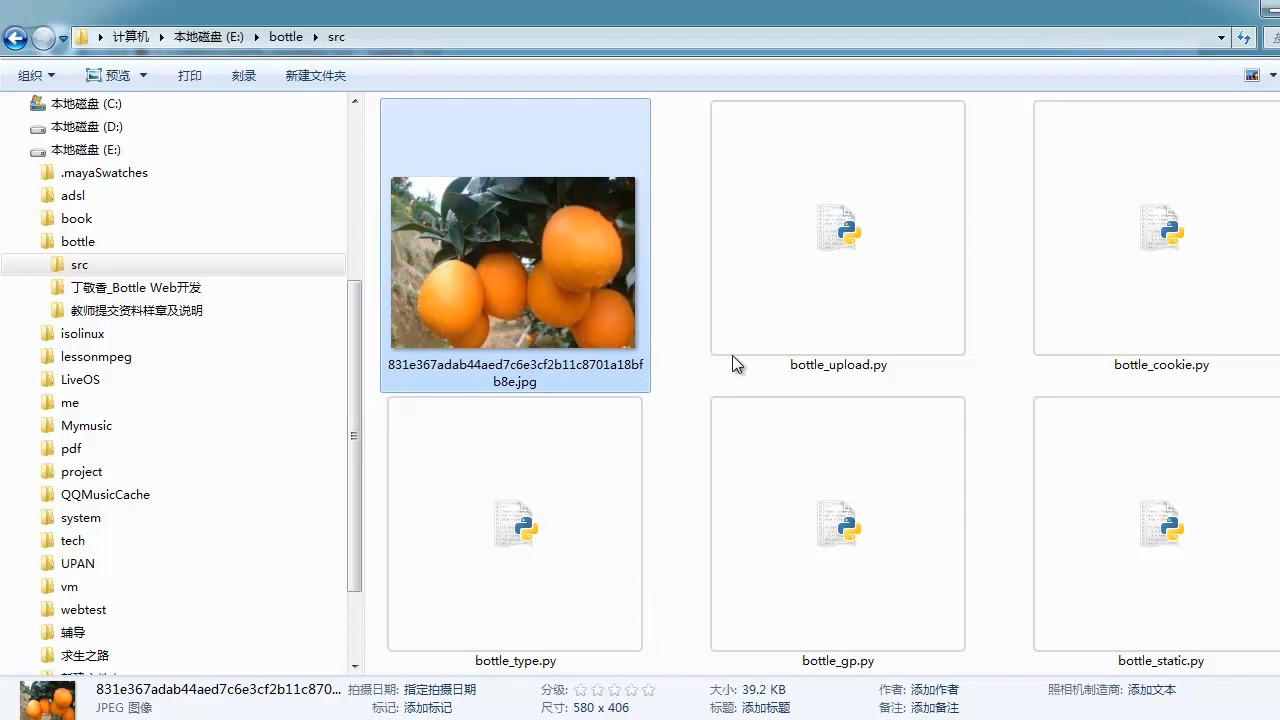 计算机 本地磁盘 (E:) bottle src
组织 预览 打印 刻录 新建文件夹
本地磁盘 (C:)
本地磁盘 (D:)
本地磁盘 (E:)
.mayaSwatches
adsl
book
bottle
src
丁敬香_Bottle Web开发
教师提交资料样章及说明
isolinux
lessonmpeg
LiveOS
me
Mymusic
pdf
project
QQMusicCache
system
tech
UPAN
vm
webtest
辅导
求生之路
831e367adab44aed7c6e3cf2b11c8701a18bf
b8e.jpg
bottle_upload.py
bottle_cookie.py
bottle_type.py
bottle_gp.py
bottle_static.py
831e367adab44aed7c6e3cf2b11c870... 拍摄日期: 指定拍摄日期 分级: 大小: 39.2 KB 作者: 添加作者 照相机制造商: 添加文本
JPEG 图像 标记: 添加标记 尺寸: 580 x 406 标题: 添加标题 备注: 添加备注